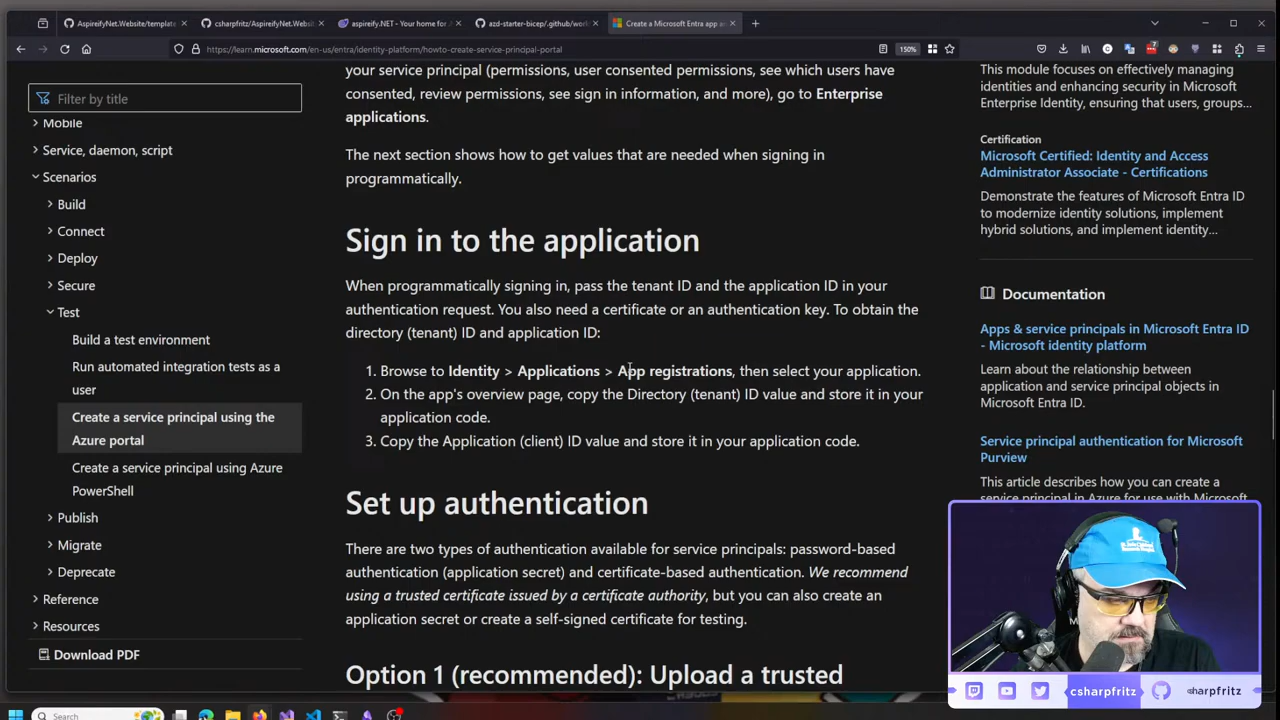 AspireifyNet.Website/template
csharpfritz/AspireifyNet.Website
aspireify.NET - Your home for
azd-starter-bicep/.github/work
Create a Microsoft Entra app an
https://learn.microsoft.com/en-us/entra/identity-platform/howto-create-service-principal-portal
150%
Filter by title
Mobile
Service, daemon, script
Scenarios
Build
Connect
Deploy
Secure
Test
Build a test environment
Run automated integration tests as a
user
Create a service principal using the
Azure portal
Create a service principal using Azure
PowerShell
Publish
Migrate
Deprecate
Reference
Resources
Download PDF
your service principal (permissions, user consented permissions, see which users have
consented, review permissions, see sign in information, and more), go to Enterprise
applications.
The next section shows how to get values that are needed when signing in
programmatically.
Sign in to the application
When programmatically signing in, pass the tenant ID and the application ID in your
authentication request. You also need a certificate or an authentication key. To obtain the
directory (tenant) ID and application ID:
1. Browse to Identity > Applications > App registrations, then select your application.
2. On the app's overview page, copy the Directory (tenant) ID value and store it in your
application code.
3. Copy the Application (client) ID value and store it in your application code.
Set up authentication
There are two types of authentication available for service principals: password-based
authentication (application secret) and certificate-based authentication. We recommend
using a trusted certificate issued by a certificate authority, but you can also create an
application secret or create a self-signed certificate for testing.
Option 1 (recommended): Upload a trusted
This module focuses on effectively managing
identities and enhancing security in Microsoft
Enterprise Identity, ensuring that users, groups...
Certification
Microsoft Certified: Identity and Access
Administrator Associate - Certifications
Demonstrate the features of Microsoft Entra ID
to modernize identity solutions, implement
hybrid solutions, and implement identity...
Documentation
Apps & service principals in Microsoft Entra ID
- Microsoft identity platform
Learn about the relationship between
application and service principal objects in
Microsoft Entra ID.
Service principal authentication for Microsoft
Purview
This article describes how you can create a
service principal in Azure for use with Microsoft
csharpfritz
sharpfritz
Search